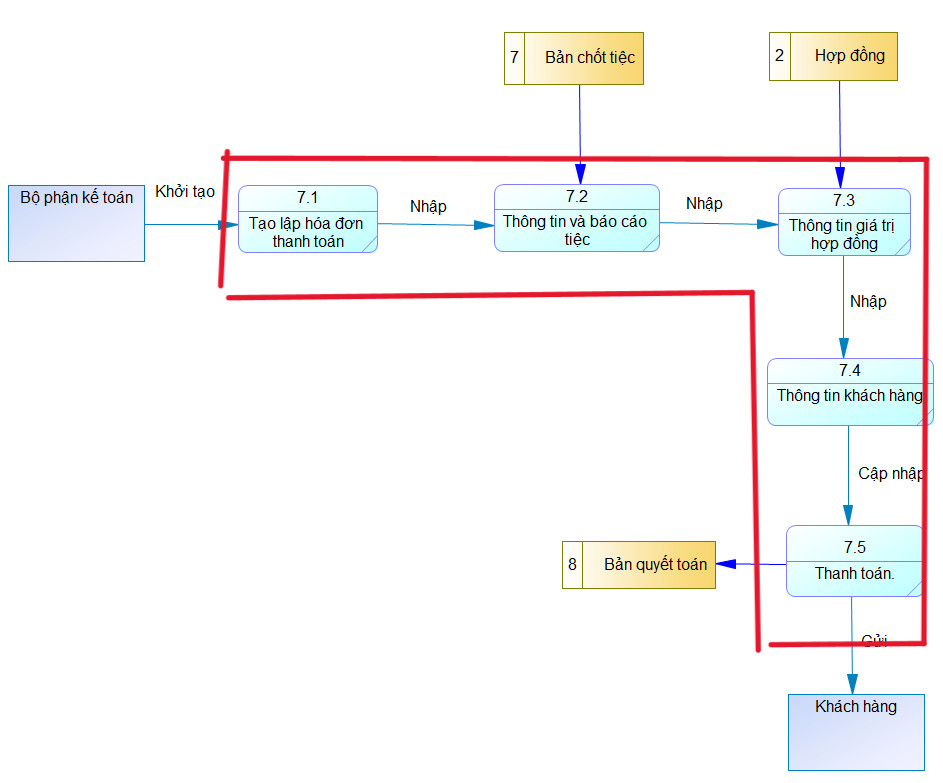 7
Bản chốt tiệc
2
Hợp đồng
Bộ phận kế toán
Khởi tạo
7.1
Tạo lập hóa đơn
thanh toán
Nhập
7.2
Thông tin và báo cáo
tiệc
Nhập
7.3
Thông tin giá trị
hợp đồng
Nhập
7.4
Thông tin khách hàng
Cập nhập
7.5
Thanh toán.
8
Bản quyết toán
Gửi
Khách hàng